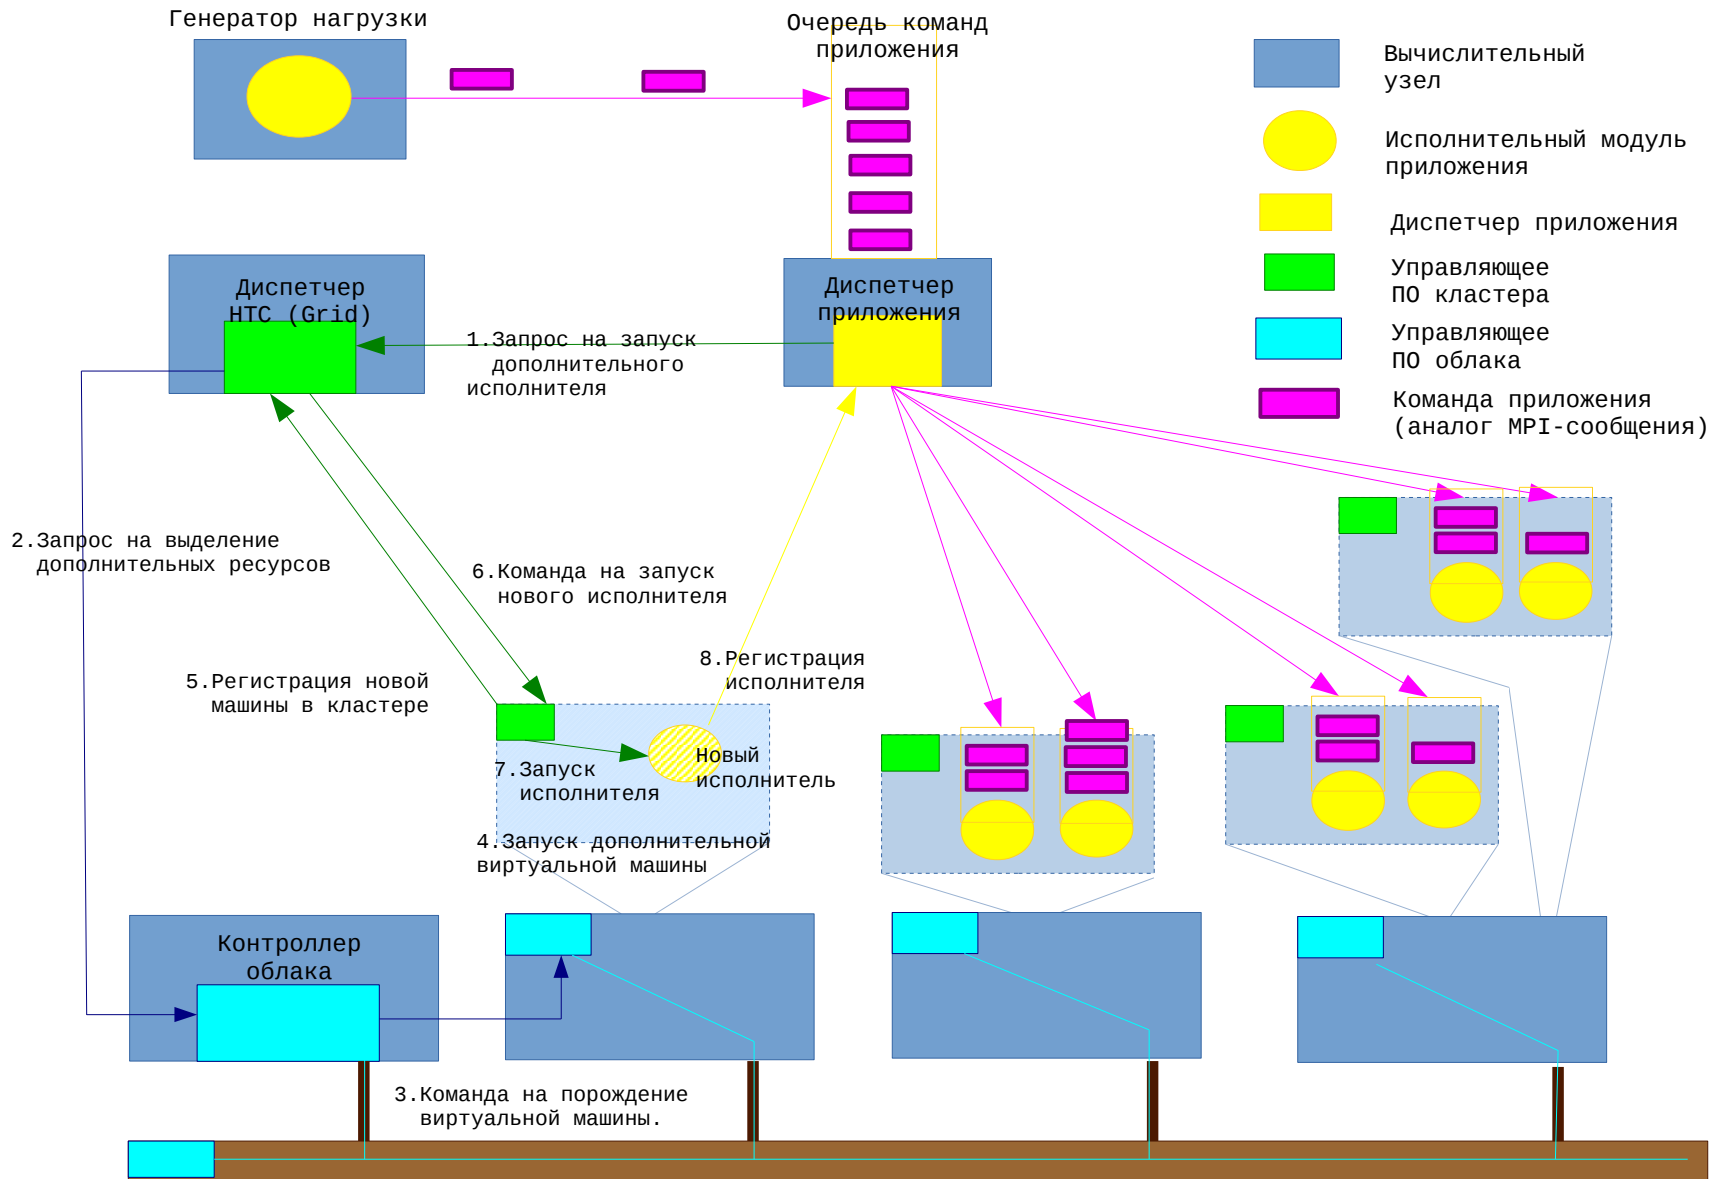 Генератор нагрузки
Очередь команд
приложения
Вычислительный
узел
Исполнительный модуль
приложения
Диспетчер приложения
Управляющее
ПО кластера
Управляющее
ПО облака
Команда приложения
(аналог MPI-сообщения)
Диспетчер
HTC (Grid)
Диспетчер
приложения
1.Запрос на запуск
дополнительного
исполнителя
2.Запрос на выделение
дополнительных ресурсов
6.Команда на запуск
нового исполнителя
8.Регистрация
исполнителя
5.Регистрация новой
машины в кластере
Новый
исполнитель
7.Запуск
исполнителя
4.Запуск дополнительной
виртуальной машины
Контроллер
облака
3.Команда на порождение
виртуальной машины.